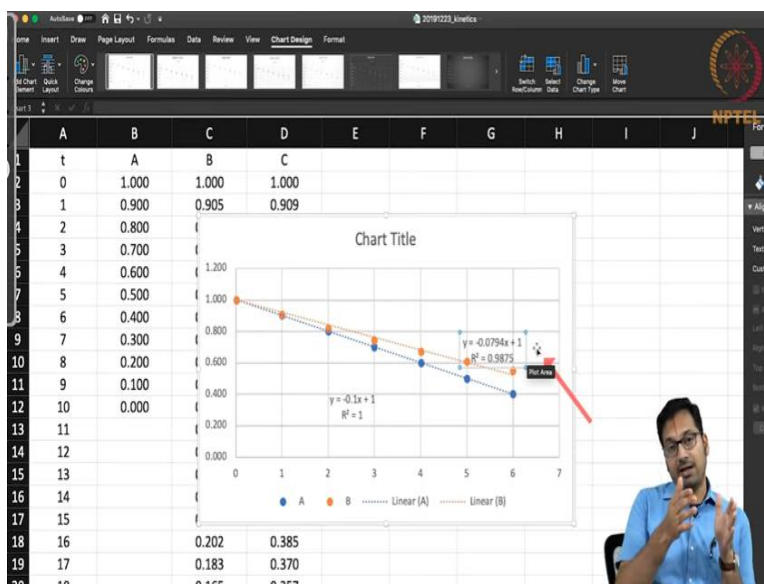 AutoSave OFF
20191223_kinetics
Home Insert Draw Page Layout Formulas Data Review View Chart Design Format
Add Chart Element Quick Layout Change Colours Switch Row/Column Select Data Change Chart Type Move Chart
NPTEL
A B C D E F G H I J
1 t A B C
2 0 1.000 1.000 1.000
3 1 0.900 0.905 0.909
4 2 0.800
5 3 0.700
6 4 0.600
7 5 0.500
8 6 0.400
9 7 0.300
10 8 0.200
11 9 0.100
12 10 0.000
13 11
14 12
15 13
16 14
17 15
18 16 0.202 0.385
19 17 0.183 0.370
Chart Title
1.200
1.000
0.800
0.600
0.400
0.200
0.000
y = -0.0794x + 1
R² = 0.9875
Plot Area
y = -0.1x + 1
R² = 1
0 1 2 3 4 5 6 7
A B Linear (A) Linear (B)